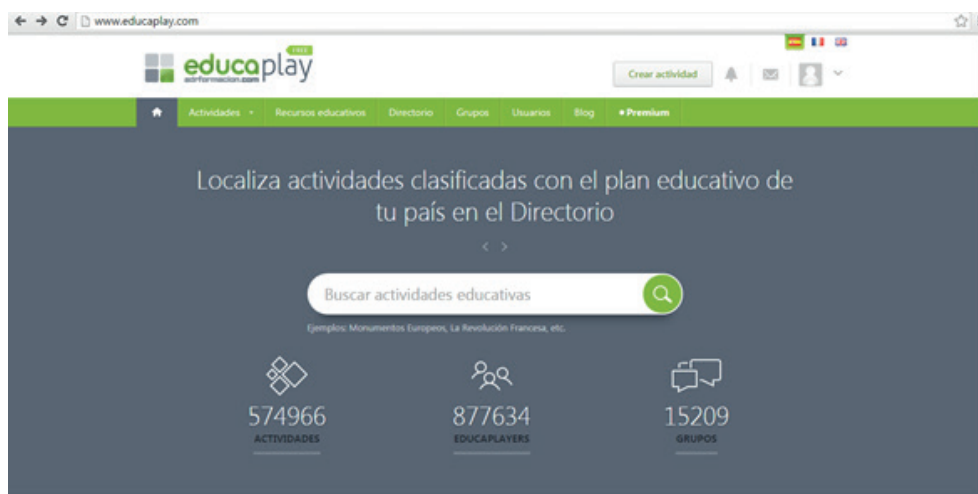 www.educaplay.com
FREE
educaplay
adrformacion.com
Crear actividad
Actividades Recursos educativos Directorio Grupos Usuarios Blog Premium
Localiza actividades clasificadas con el plan educativo de
tu país en el Directorio
Buscar actividades educativas
Ejemplos: Monumentos Europeos, La Revolución Francesa, etc.
574966 877634 15209
ACTIVIDADES EDUCAPLAYERS GRUPOS